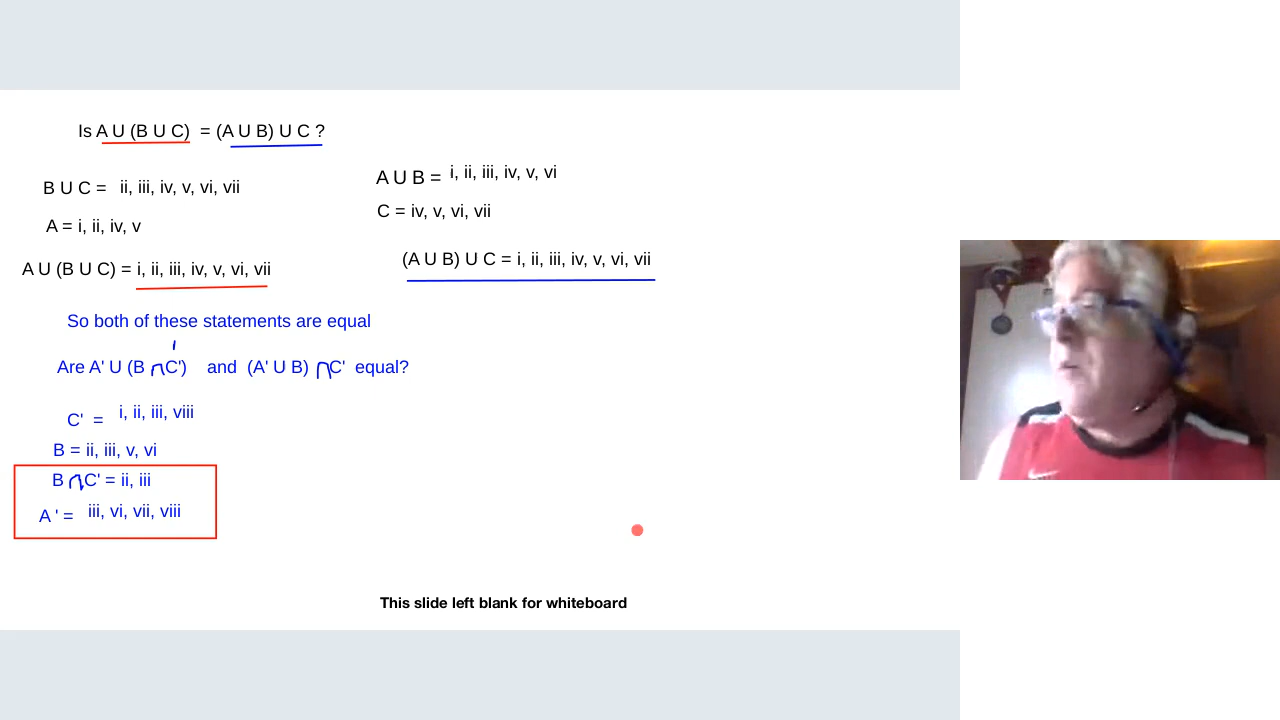 Is A U (B U C) = (A U B) U C ?
B U C = ii, iii, iv, v, vi, vii
A = i, ii, iv, v
A U (B U C) = i, ii, iii, iv, v, vi, vii
A U B = i, ii, iii, iv, v, vi
C = iv, v, vi, vii
(A U B) U C = i, ii, iii, iv, v, vi, vii
So both of these statements are equal
Are A' U (B ∩ C') and (A' U B) ∩ C' equal?
C' = i, ii, iii, viii
B = ii, iii, v, vi
B ∩ C' = ii, iii
A ' = iii, vi, vii, viii
This slide left blank for whiteboard